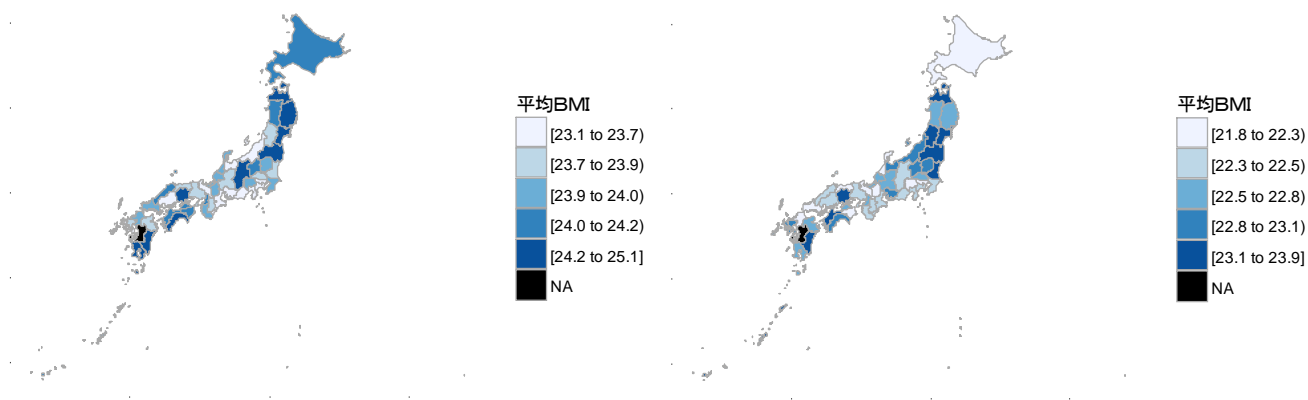 平均BMI
[23.1 to 23.7)
[23.7 to 23.9)
[23.9 to 24.0)
[24.0 to 24.2)
[24.2 to 25.1]
NA
平均BMI
[21.8 to 22.3)
[22.3 to 22.5)
[22.5 to 22.8)
[22.8 to 23.1)
[23.1 to 23.9]
NA